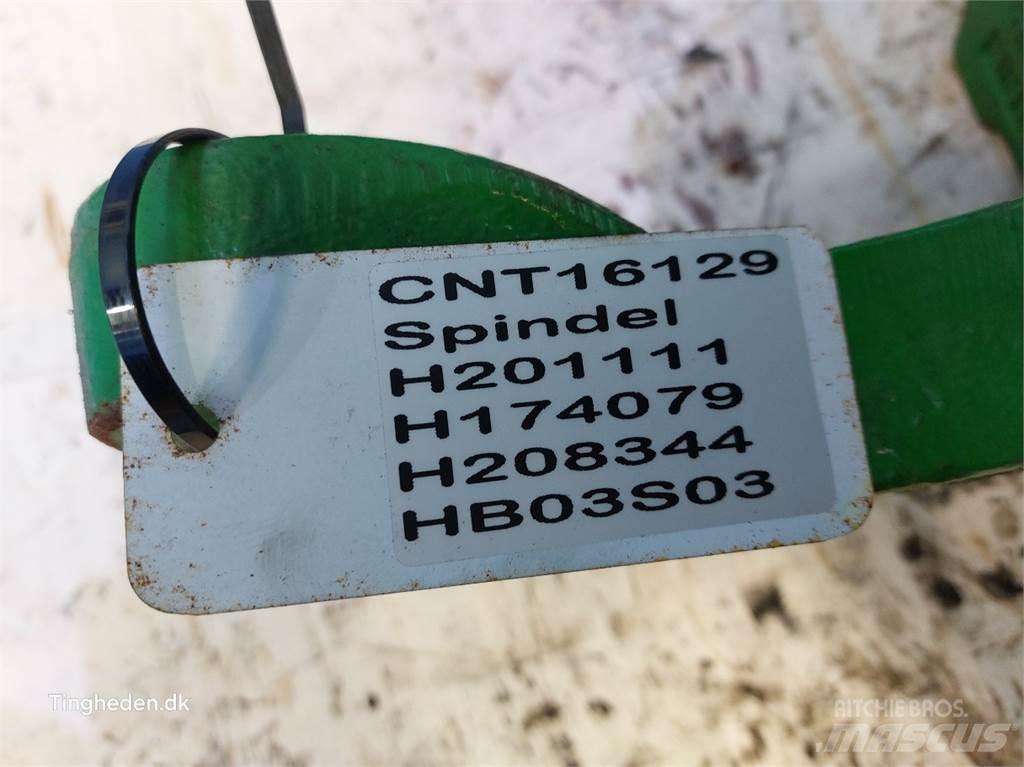 CNT16129
Spindel
H201111
H174079
H208344
HB03S03
Tingheden.dk
RITCHIE BROS.
MASCUS